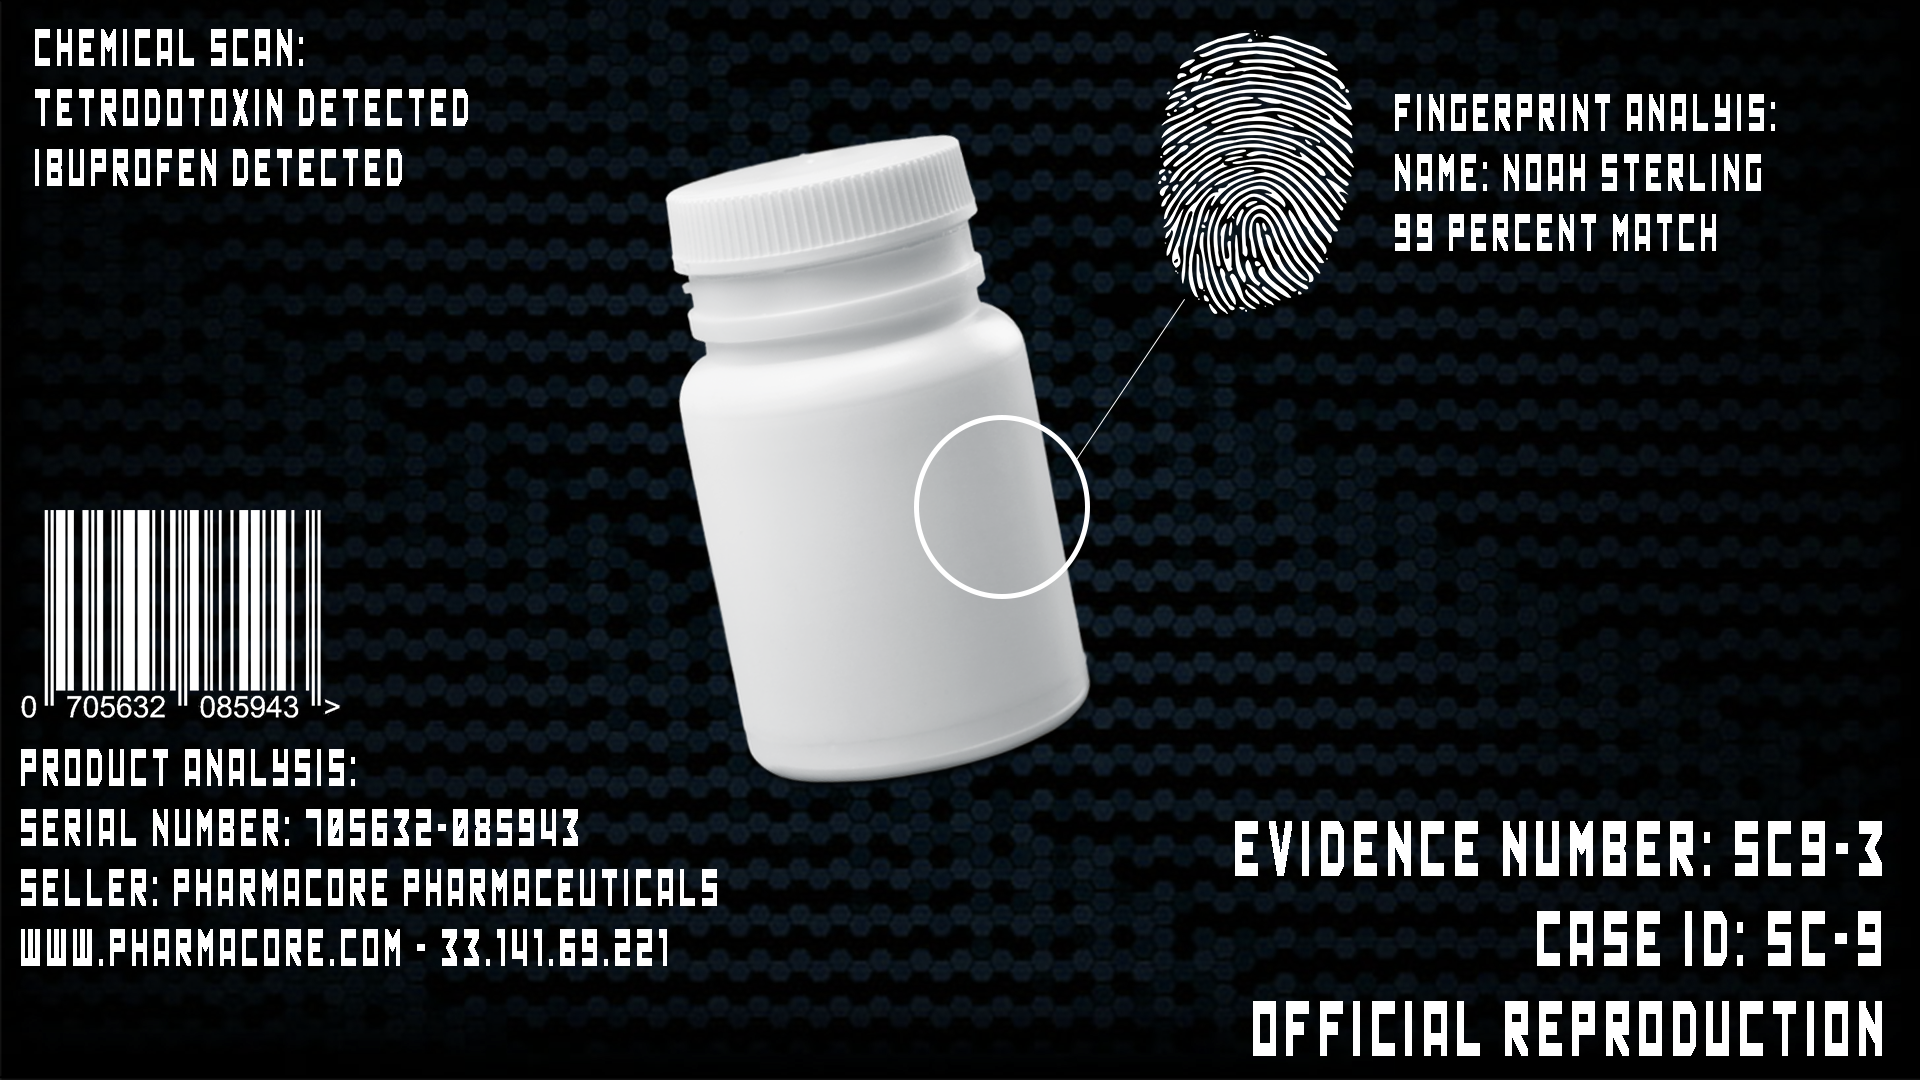 CHEMICAL SCAN:
TETRODOTOXIN DETECTED
IBUPROFEN DETECTED
FINGERPRINT ANALYSIS:
NAME: NOAH STERLING
99 PERCENT MATCH
0 705632 085943 >
PRODUCT ANALYSIS:
SERIAL NUMBER: 705632-085943
SELLER: PHARMACORE PHARMACEUTICALS
WWW.PHARMACORE.COM - 33.141.69.221
EVIDENCE NUMBER: SC9-3
CASE ID: SC-9
OFFICIAL REPRODUCTION